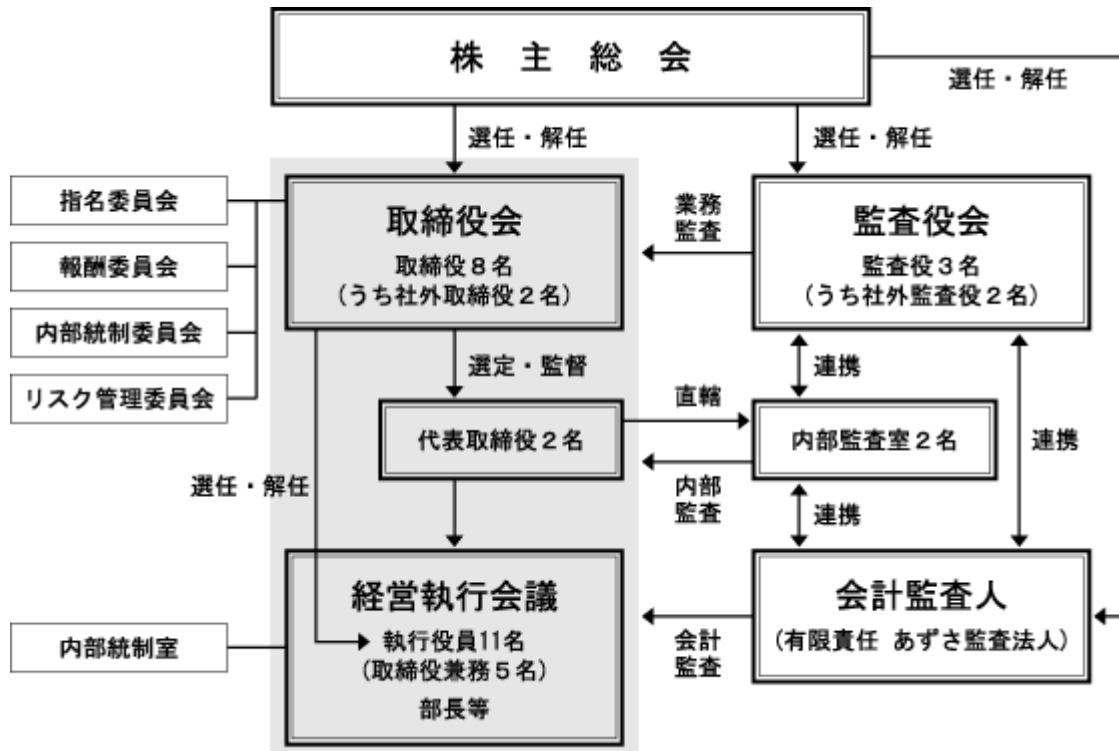 株主総会
選任・解任
選任・解任
選任・解任
指名委員会
報酬委員会
内部統制委員会
リスク管理委員会
取締役会
取締役8名
(うち社外取締役2名)
業務
監査
監査役会
監査役3名
(うち社外監査役2名)
選定・監督
連携
代表取締役2名
直轄
内部監査室2名
連携
選任・解任
内部
監査
連携
経営執行会議
執行役員11名
(取締役兼務5名)
部長等
内部統制室
会計
監査
会計監査人
(有限責任 あずさ監査法人)